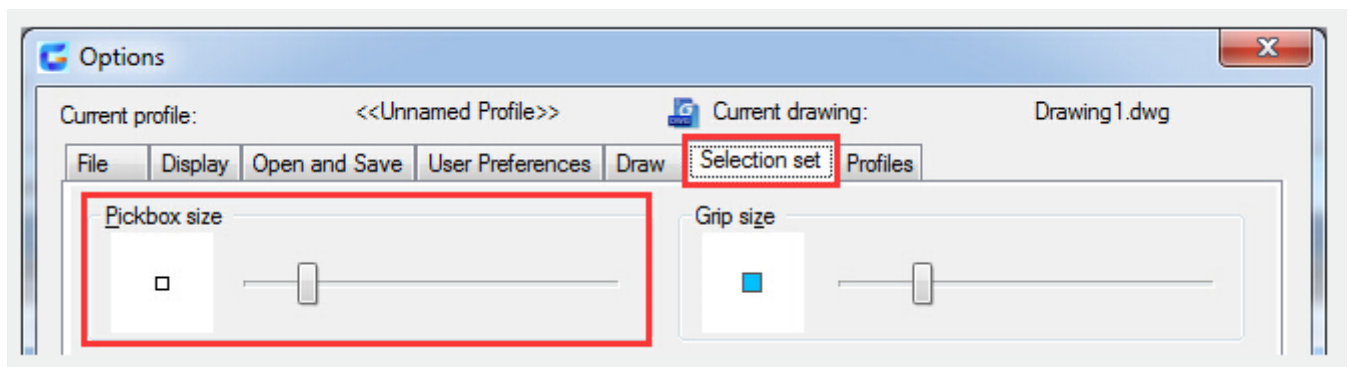 Options
Current profile: <<Unnamed Profile>> Current drawing: Drawing1.dwg
File Display Open and Save User Preferences Draw Selection set Profiles
Pickbox size Grip size